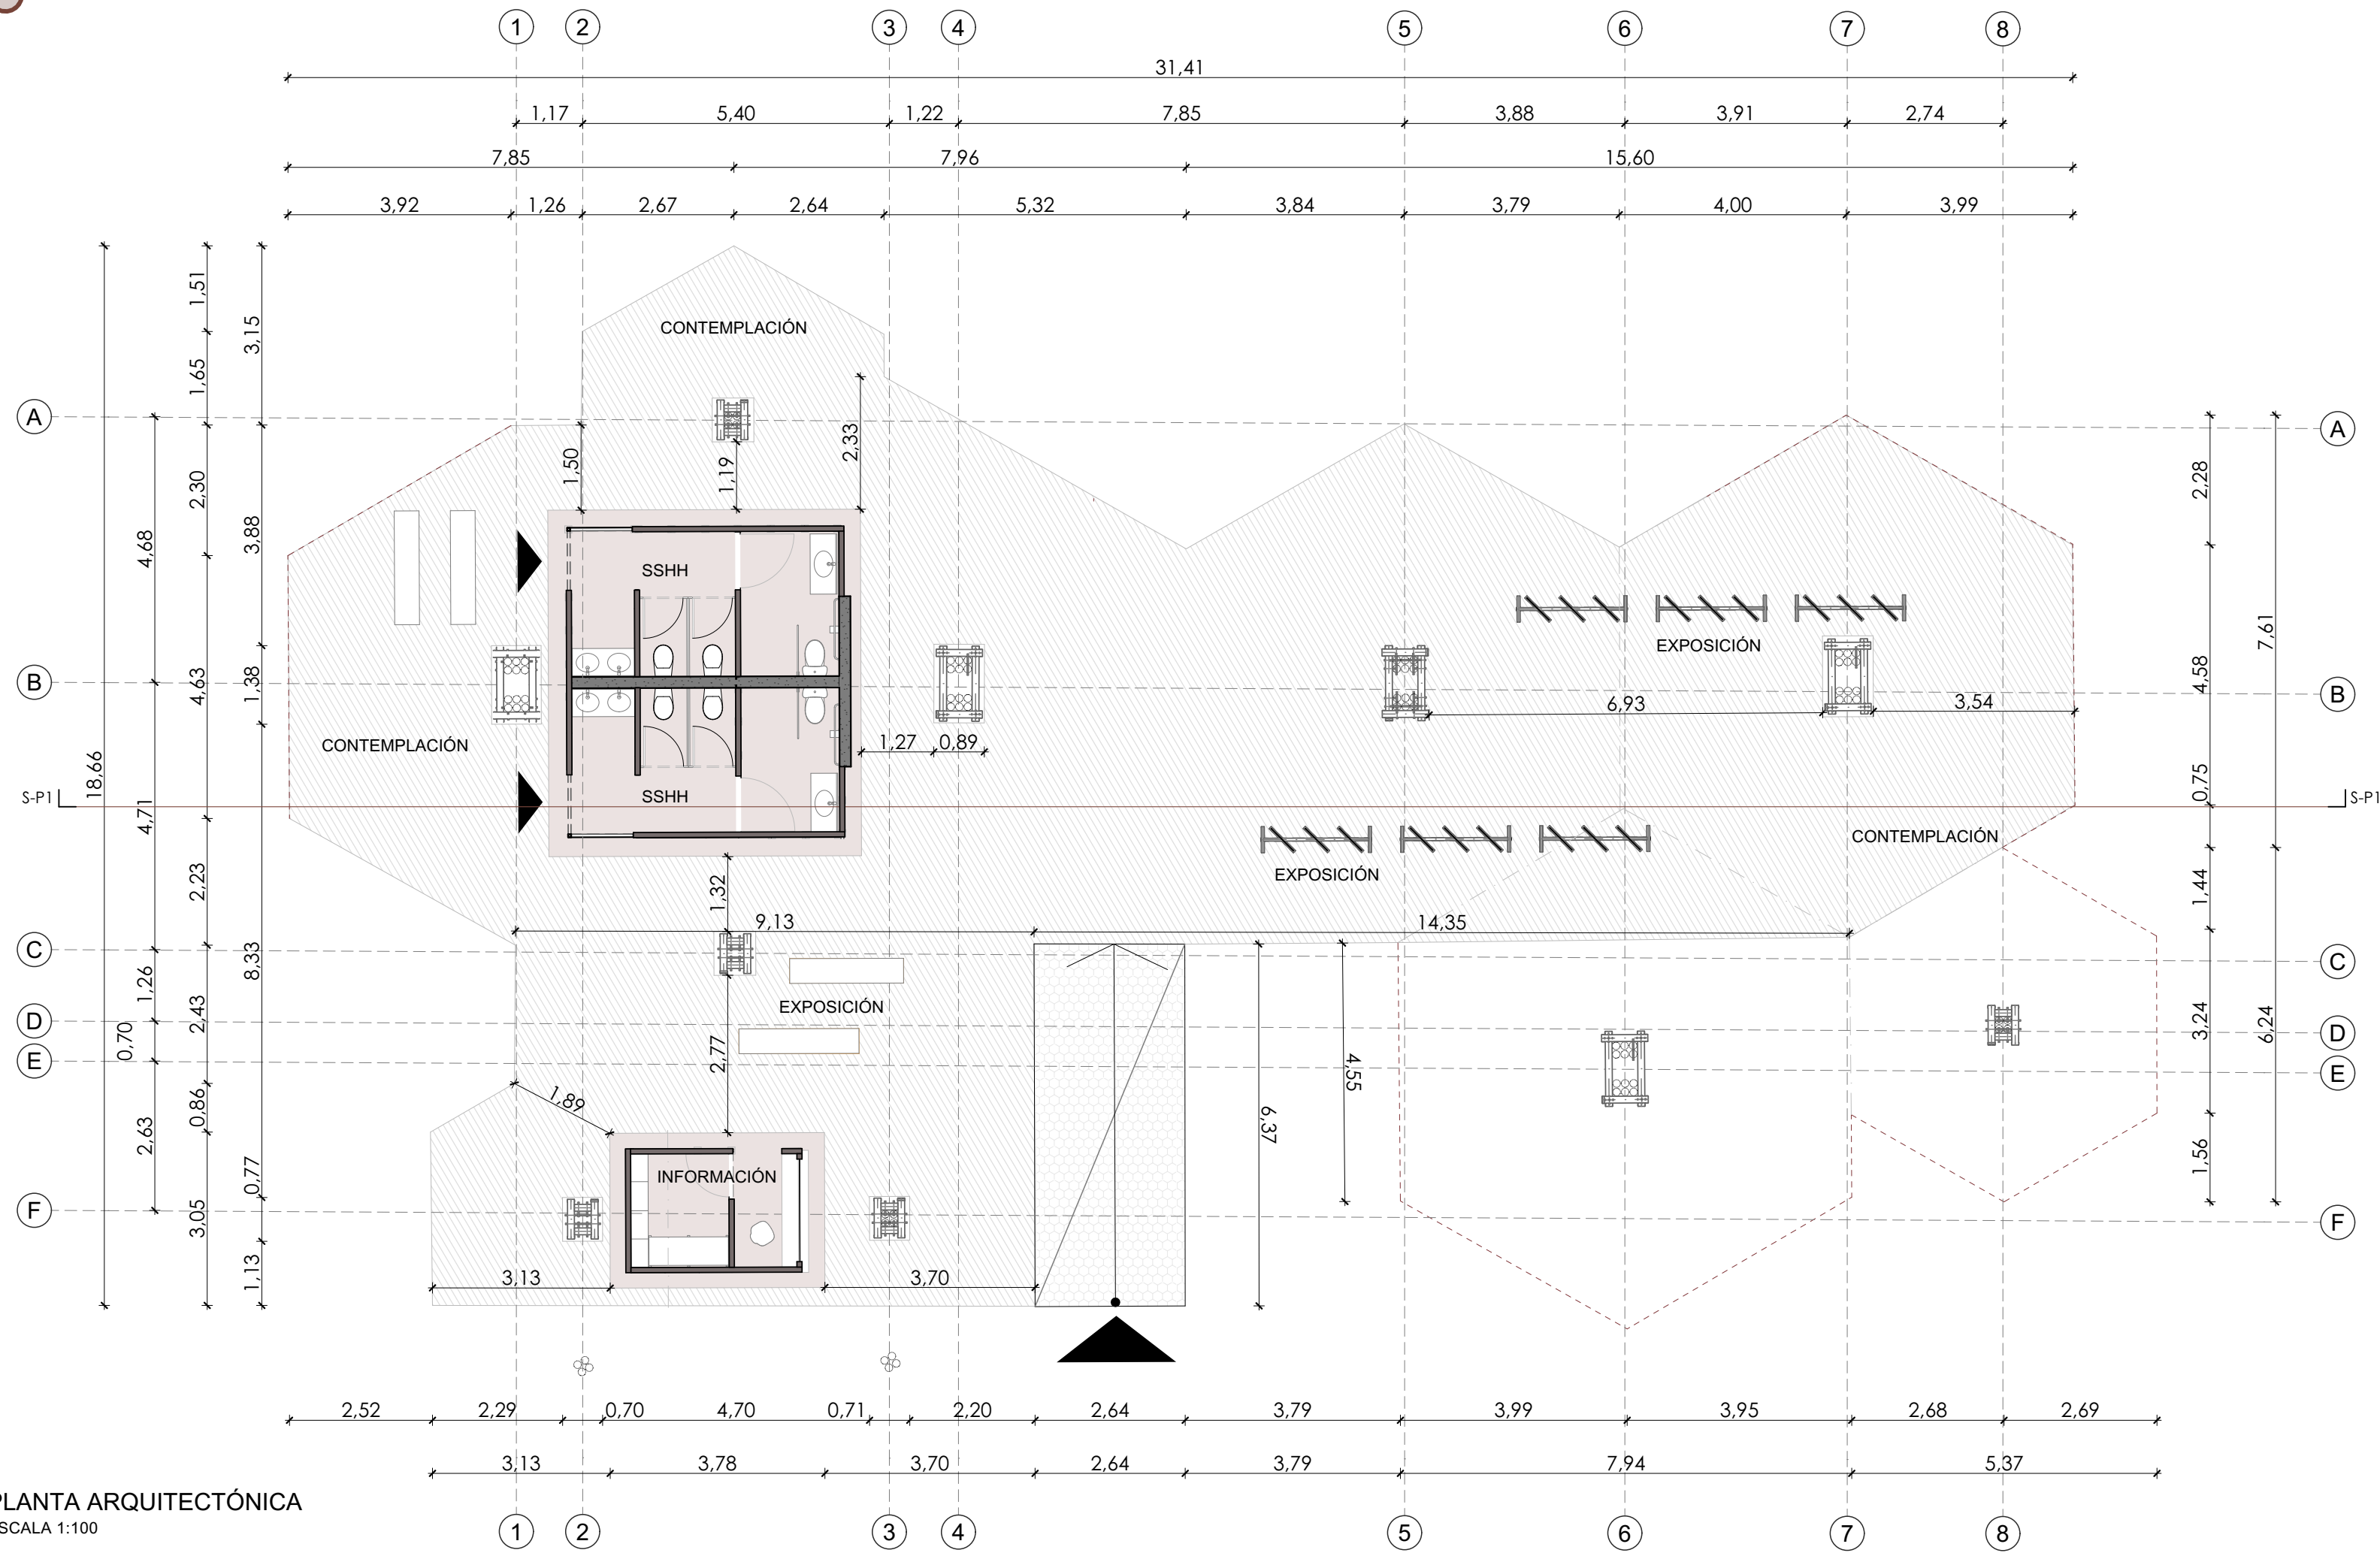 1 2 3 4 5 6 7 8
31,41
1,17 5,40 1,22 7,85 3,88 3,91 2,74
7,85 7,96 15,60
3,92 1,26 2,67 2,64 5,32 3,84 3,79 4,00 3,99
1,51
3,15
CONTEMPLACIÓN
1,65
A
A
2,33
1,50
1,19
2,30
2,28
3,88
4,68
SSHH
7,61
EXPOSICIÓN
4,63
1,38
4,58
B
B
6,93
3,54
CONTEMPLACIÓN
1,27 0,89
18,66
0,75
S-P1
SSHH
S-P1
4,71
CONTEMPLACIÓN
EXPOSICIÓN
2,23
1,32
1,44
9,13
14,35
C
C
8,33
1,26
EXPOSICIÓN
2,43
3,24
6,24
D
D
0,70
2,77
E
E
4,55
1,89
0,86
6,37
2,63
1,56
0,77
INFORMACIÓN
F
F
3,05
1,13
3,13
3,70
2,52 2,29 0,70 4,70 0,71 2,20 2,64 3,79 3,99 3,95 2,68 2,69
3,13 3,78 3,70 2,64 3,79 7,94 5,37
PLANTA ARQUITECTÓNICA
SCALA 1:100
1 2 3 4 5 6 7 8